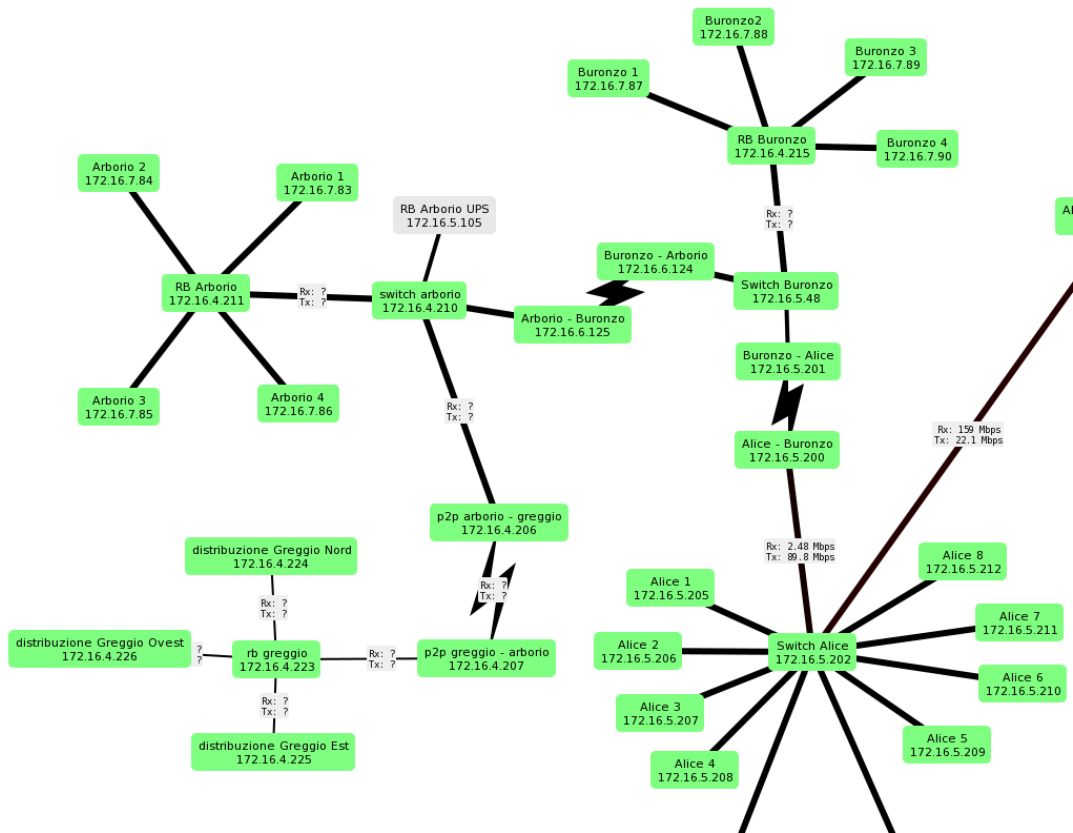 Buronzo2
172.16.7.88
Buronzo 3
172.16.7.89
Buronzo 1
172.16.7.87
RB Buronzo
172.16.4.215
Buronzo 4
172.16.7.90
Arborio 2
172.16.7.84
Arborio 1
172.16.7.83
RB Arborio UPS
172.16.5.105
Rx: ?
Tx: ?
Al
Buronzo - Arborio
172.16.6.124
RB Arborio
172.16.4.211
Rx: ?
Tx: ?
switch arborio
172.16.4.210
Switch Buronzo
172.16.5.48
Arborio - Buronzo
172.16.6.125
Buronzo - Alice
172.16.5.201
Arborio 3
172.16.7.85
Arborio 4
172.16.7.86
Rx: ?
Tx: ?
Rx: 159 Mbps
Tx: 22.1 Mbps
Alice - Buronzo
172.16.5.200
p2p arborio - greggio
172.16.4.206
distribuzione Greggio Nord
172.16.4.224
Rx: 2.48 Mbps
Tx: 89.8 Mbps
Alice 8
172.16.5.212
Rx: ?
Tx: ?
Alice 1
172.16.5.205
Rx: ?
Tx: ?
Alice 7
172.16.5.211
distribuzione Greggio Ovest
172.16.4.226
?
?
rb greggio
172.16.4.223
Rx: ?
Tx: ?
p2p greggio - arborio
172.16.4.207
Alice 2
172.16.5.206
Switch Alice
172.16.5.202
Alice 6
172.16.5.210
Rx: ?
Tx: ?
Alice 3
172.16.5.207
distribuzione Greggio Est
172.16.4.225
Alice 5
172.16.5.209
Alice 4
172.16.5.208